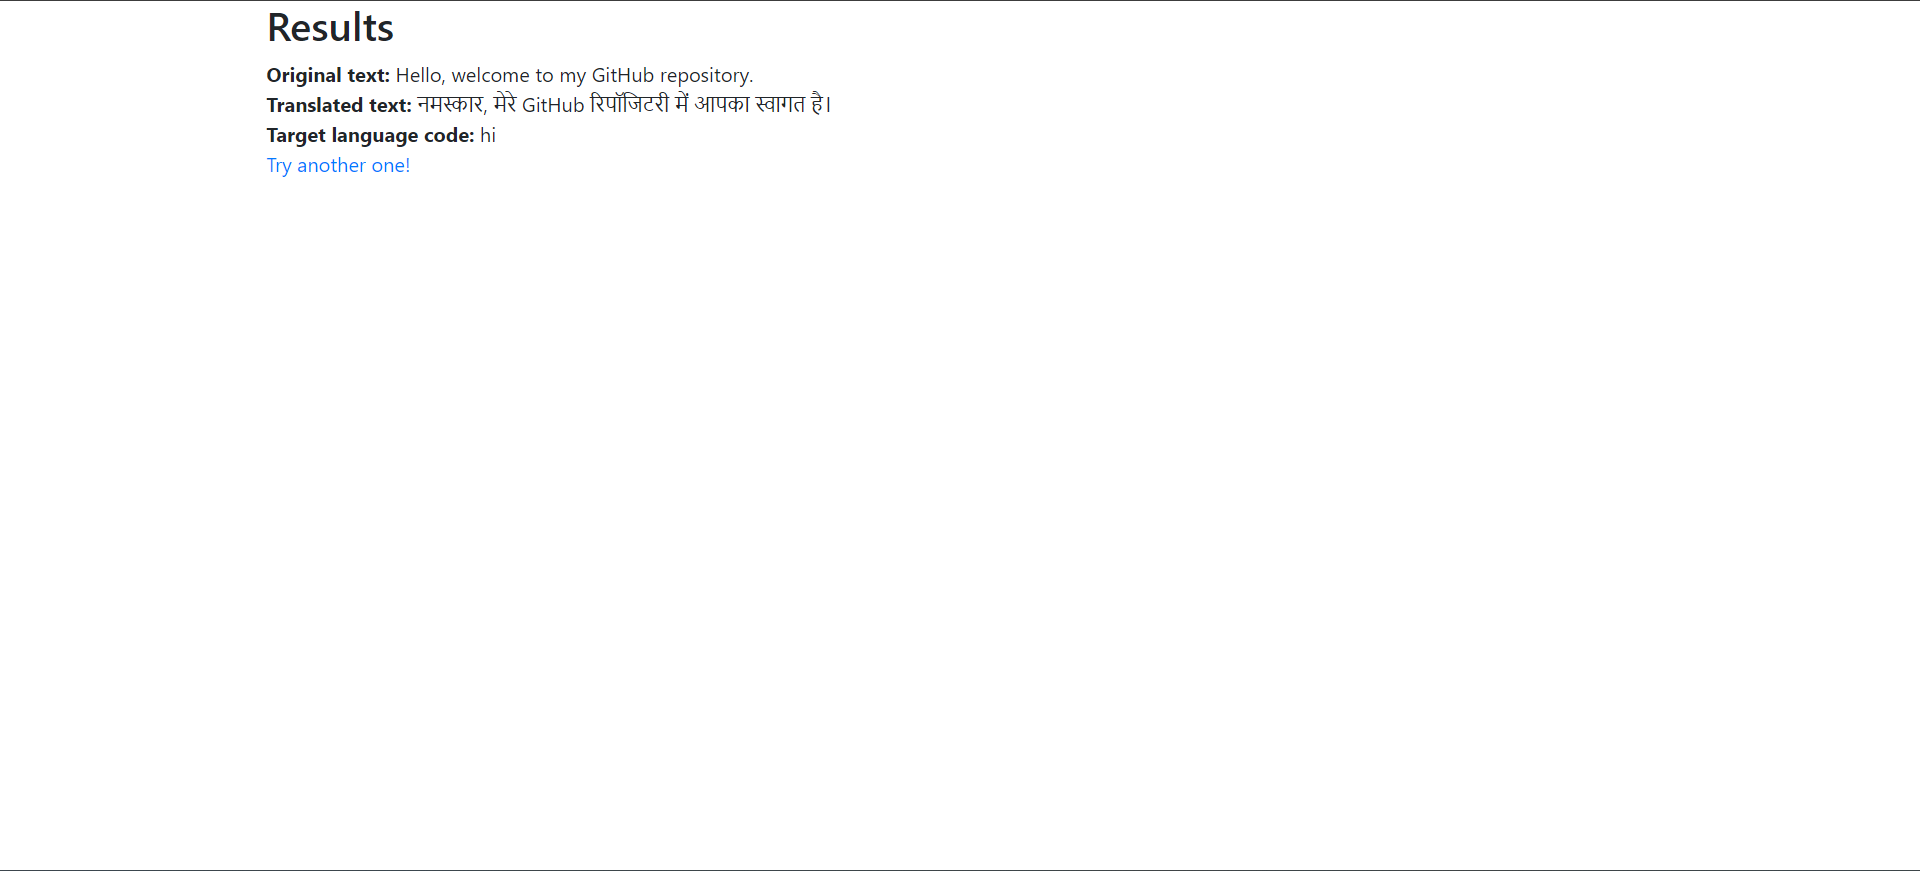 Results
Original text: Hello, welcome to my GitHub repository.
Translated text: नमस्कार, मेरे GitHub रिपॉजिटरी में आपका स्वागत है।
Target language code: hi
Try another one!